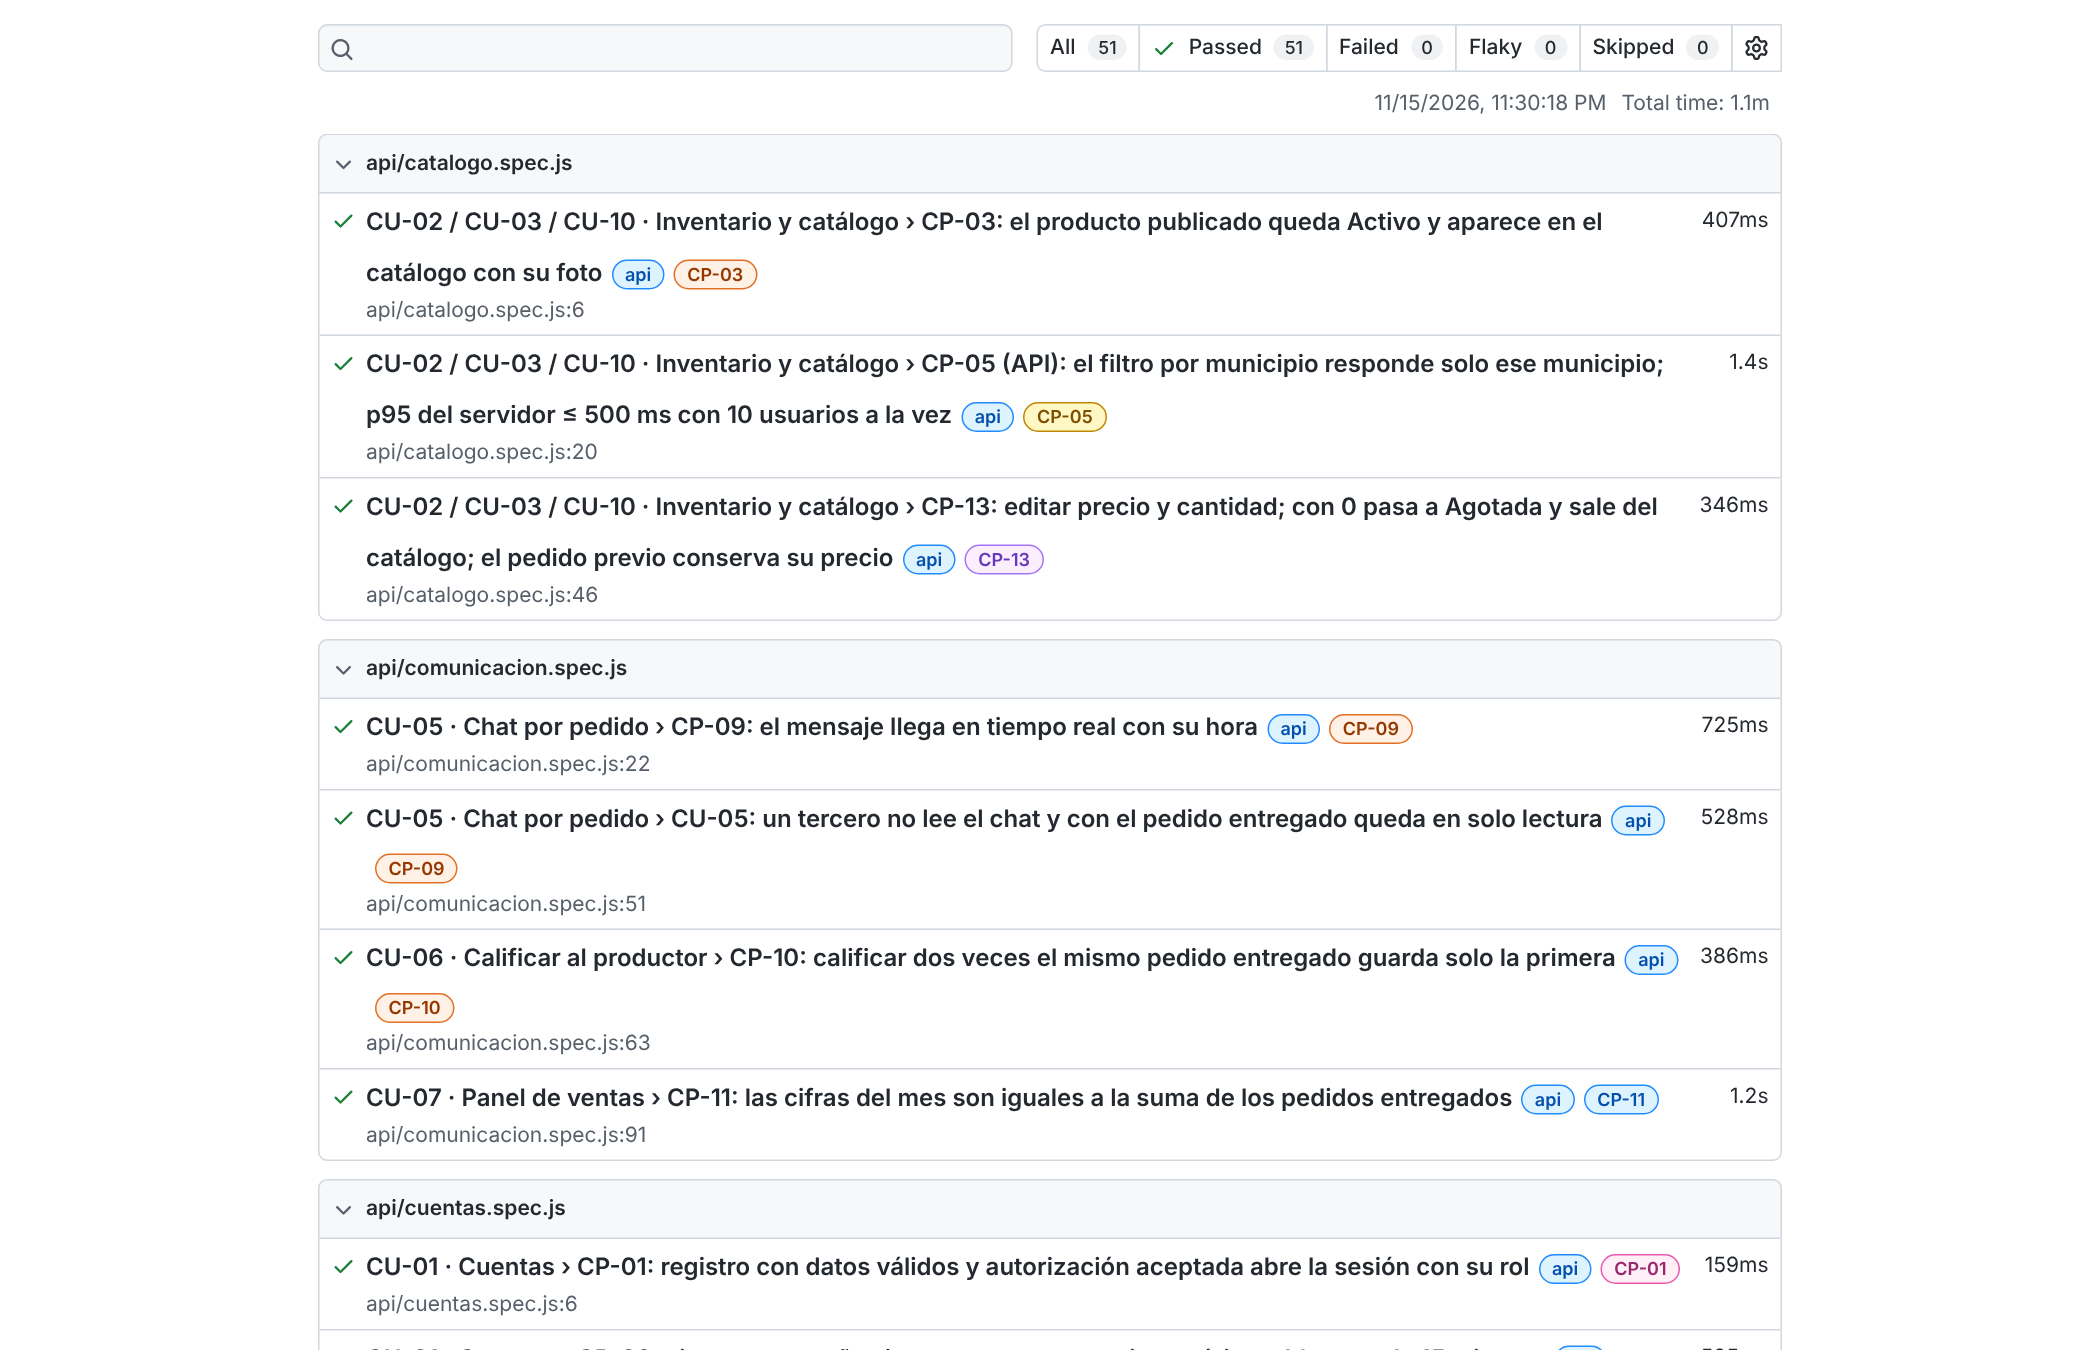 All 51 Passed 51 Failed 0 Flaky 0 Skipped 0
11/15/2026, 11:30:18 PM Total time: 1.1m
api/catalogo.spec.js
CU-02 / CU-03 / CU-10 · Inventario y catálogo › CP-03: el producto publicado queda Activo y aparece en el 407ms
catálogo con su foto api CP-03
api/catalogo.spec.js:6
CU-02 / CU-03 / CU-10 · Inventario y catálogo › CP-05 (API): el filtro por municipio responde solo ese municipio; 1.4s
p95 del servidor ≤ 500 ms con 10 usuarios a la vez api CP-05
api/catalogo.spec.js:20
CU-02 / CU-03 / CU-10 · Inventario y catálogo › CP-13: editar precio y cantidad; con 0 pasa a Agotada y sale del 346ms
catálogo; el pedido previo conserva su precio api CP-13
api/catalogo.spec.js:46
api/comunicacion.spec.js
CU-05 · Chat por pedido › CP-09: el mensaje llega en tiempo real con su hora api CP-09 725ms
api/comunicacion.spec.js:22
CU-05 · Chat por pedido › CU-05: un tercero no lee el chat y con el pedido entregado queda en solo lectura api 528ms
CP-09
api/comunicacion.spec.js:51
CU-06 · Calificar al productor › CP-10: calificar dos veces el mismo pedido entregado guarda solo la primera api 386ms
CP-10
api/comunicacion.spec.js:63
CU-07 · Panel de ventas › CP-11: las cifras del mes son iguales a la suma de los pedidos entregados api CP-11 1.2s
api/comunicacion.spec.js:91
api/cuentas.spec.js
CU-01 · Cuentas › CP-01: registro con datos válidos y autorización aceptada abre la sesión con su rol api CP-01 159ms
api/cuentas.spec.js:6